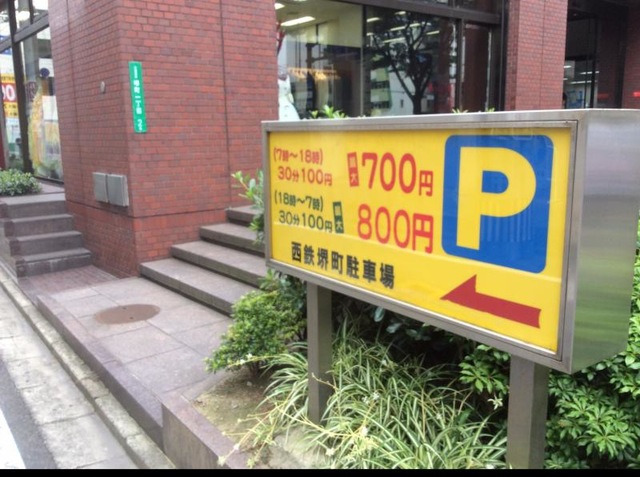 (7時～18時)
30分100円
最大
700円
(18時～7時)
30分100円
最大
800円
P
西鉄堺町駐車場